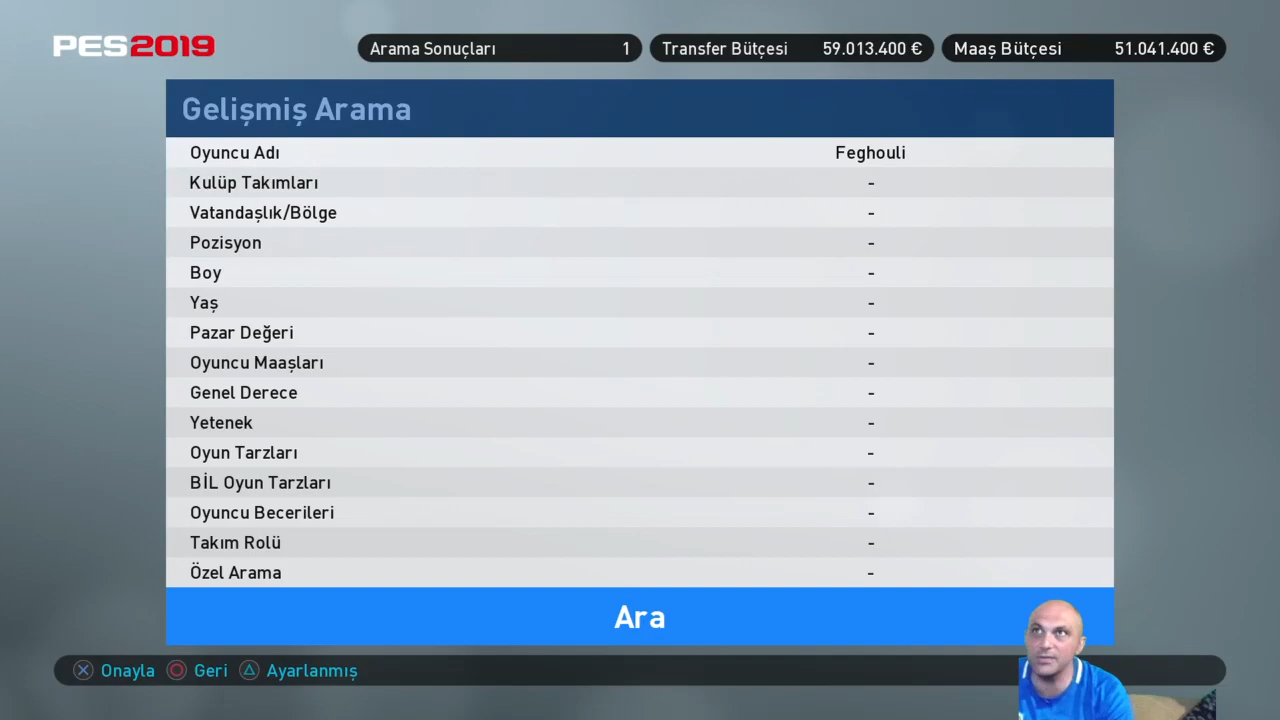 PES2019
Arama Sonuçları 1 Transfer Bütçesi 59.013.400 € Maaş Bütçesi 51.041.400 €
Gelişmiş Arama
Oyuncu Adı Feghouli
Kulüp Takımları -
Vatandaşlık/Bölge -
Pozisyon -
Boy -
Yaş -
Pazar Değeri -
Oyuncu Maaşları -
Genel Derece -
Yetenek -
Oyun Tarzları -
BİL Oyun Tarzları -
Oyuncu Becerileri -
Takım Rolü -
Özel Arama -
Ara
Onayla Geri Ayarlanmış